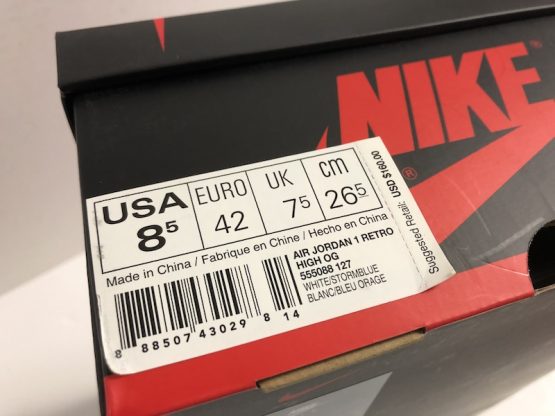 NIKE™
®
USA EURO UK cm
8⁵ 42 7⁵ 26⁵
Made in China / Fabrique en Chine / Hecho en China
AIR JORDAN 1 RETRO
HIGH OG
555088 127
WHITE/STORMBLUE
BLANC/BLEU ORAGE
Suggested Retail: USD $160.00
8 88507 43029 8 14